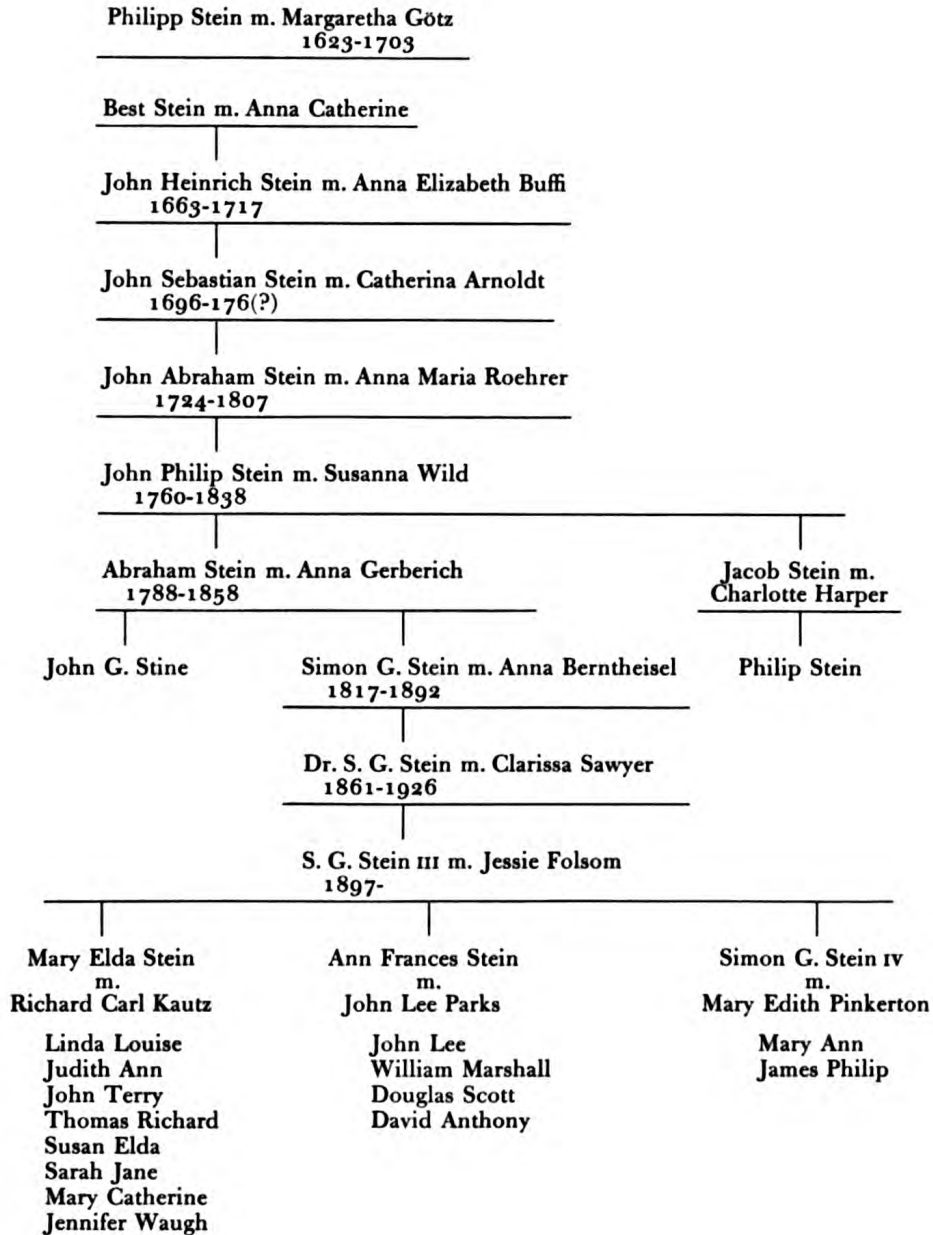 Philipp Stein m. Margaretha Götz
1623-1703
Best Stein m. Anna Catherine
John Heinrich Stein m. Anna Elizabeth Buffi
1663-1717
John Sebastian Stein m. Catherina Arnoldt
1696-176(?)
John Abraham Stein m. Anna Maria Roehrer
1724-1807
John Philip Stein m. Susanna Wild
1760-1838
Abraham Stein m. Anna Gerberich
1788-1858
Jacob Stein m.
Charlotte Harper
John G. Stine
Simon G. Stein m. Anna Berntheisel
1817-1892
Philip Stein
Dr. S. G. Stein m. Clarissa Sawyer
1861-1926
S. G. Stein III m. Jessie Folsom
1897-
Mary Elda Stein
m.
Richard Carl Kautz
Linda Louise
Judith Ann
John Terry
Thomas Richard
Susan Elda
Sarah Jane
Mary Catherine
Jennifer Waugh
Ann Frances Stein
m.
John Lee Parks
John Lee
William Marshall
Douglas Scott
David Anthony
Simon G. Stein IV
m.
Mary Edith Pinkerton
Mary Ann
James Philip